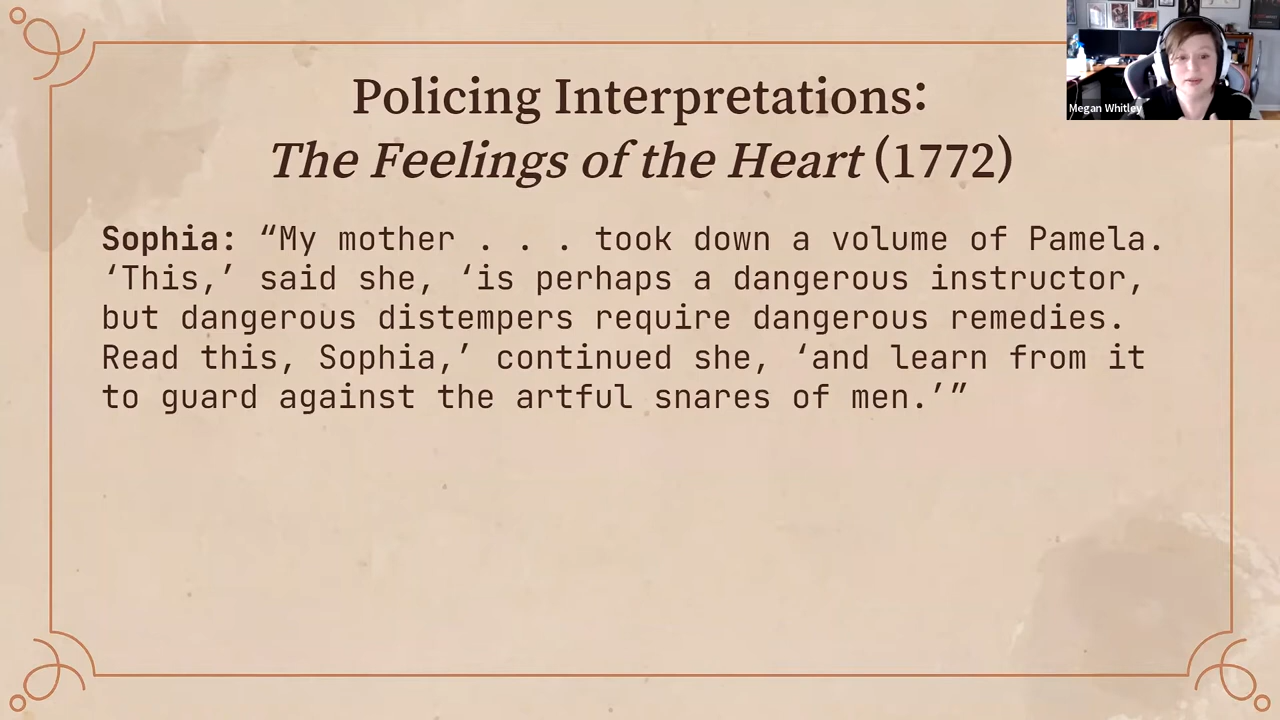 Megan Whitley
Policing Interpretations:
The Feelings of the Heart (1772)
Sophia: “My mother . . . took down a volume of Pamela.
‘This,’ said she, ‘is perhaps a dangerous instructor,
but dangerous distempers require dangerous remedies.
Read this, Sophia,’ continued she, ‘and learn from it
to guard against the artful snares of men.’”